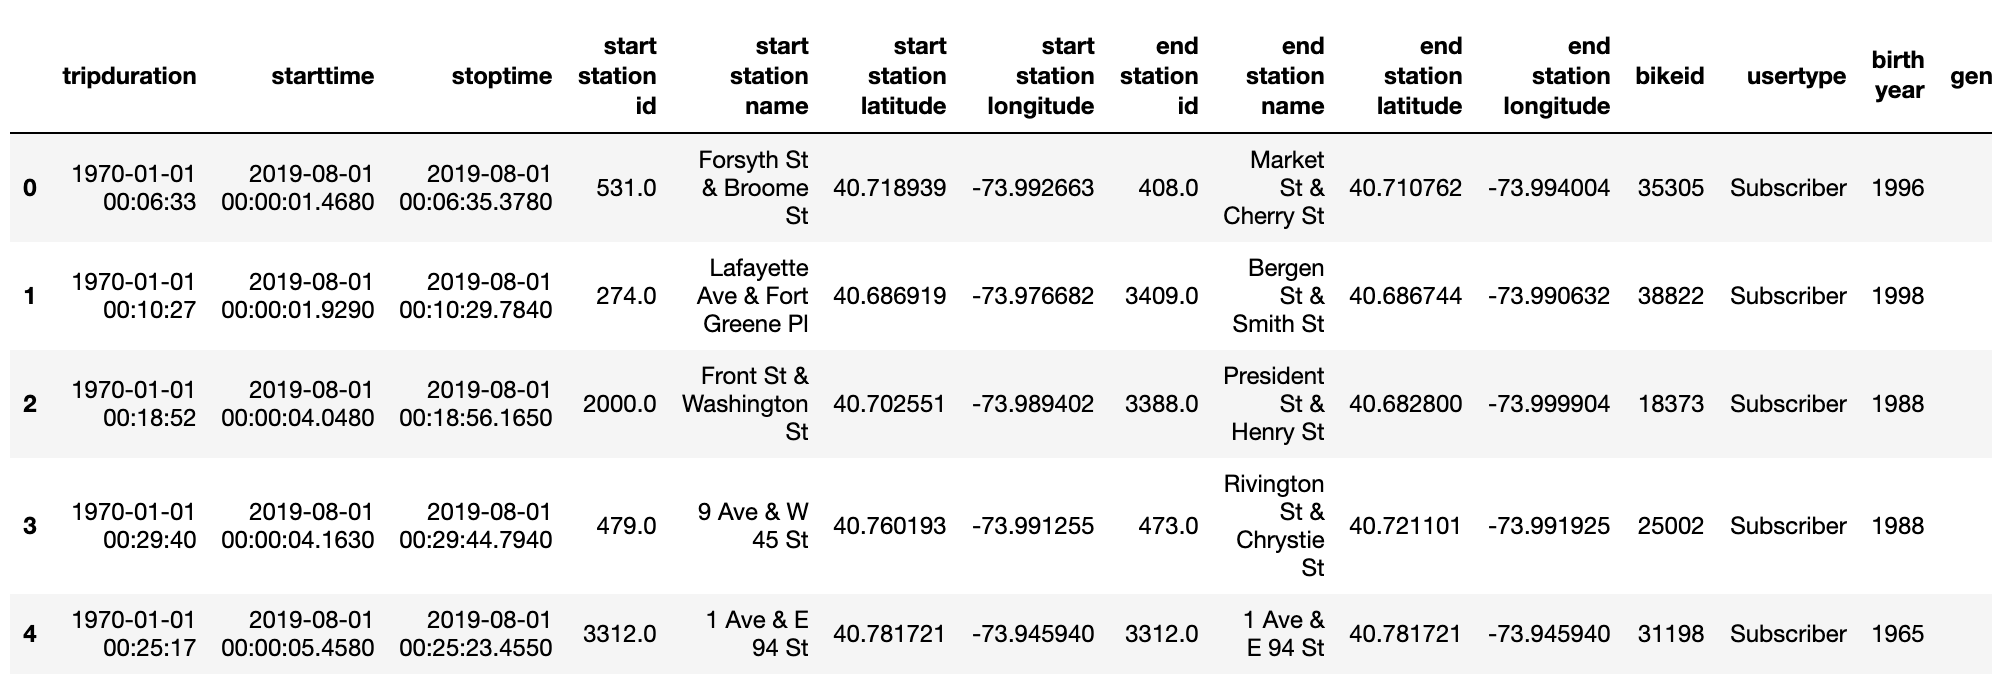 tripduration starttime stoptime start station id start station name start station latitude start station longitude end station id end station name end station latitude end station longitude bikeid usertype birth year gen
0 1970-01-01 00:06:33 2019-08-01 00:00:01.4680 2019-08-01 00:06:35.3780 531.0 Forsyth St & Broome St 40.718939 -73.992663 408.0 Market St & Cherry St 40.710762 -73.994004 35305 Subscriber 1996
1 1970-01-01 00:10:27 2019-08-01 00:00:01.9290 2019-08-01 00:10:29.7840 274.0 Lafayette Ave & Fort Greene Pl 40.686919 -73.976682 3409.0 Bergen St & Smith St 40.686744 -73.990632 38822 Subscriber 1998
2 1970-01-01 00:18:52 2019-08-01 00:00:04.0480 2019-08-01 00:18:56.1650 2000.0 Front St & Washington St 40.702551 -73.989402 3388.0 President St & Henry St 40.682800 -73.999904 18373 Subscriber 1988
3 1970-01-01 00:29:40 2019-08-01 00:00:04.1630 2019-08-01 00:29:44.7940 479.0 9 Ave & W 45 St 40.760193 -73.991255 473.0 Rivington St & Chrystie St 40.721101 -73.991925 25002 Subscriber 1988
4 1970-01-01 00:25:17 2019-08-01 00:00:05.4580 2019-08-01 00:25:23.4550 3312.0 1 Ave & E 94 St 40.781721 -73.945940 3312.0 1 Ave & E 94 St 40.781721 -73.945940 31198 Subscriber 1965